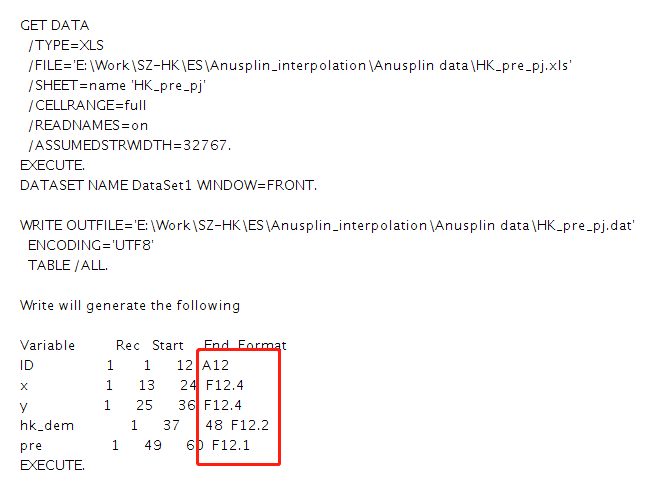 GET DATA
/TYPE=XLS
/FILE='E:\Work\SZ-HK\ES\Anusplin_interpolation\Anusplin data\HK_pre_pj.xls'
/SHEET=name 'HK_pre_pj'
/CELLRANGE=full
/READNAMES=on
/ASSUMEDSTRWIDTH=32767.
EXECUTE.
DATASET NAME DataSet1 WINDOW=FRONT.
WRITE OUTFILE='E:\Work\SZ-HK\ES\Anusplin_interpolation\Anusplin data\HK_pre_pj.dat'
ENCODING='UTF8'
TABLE /ALL.
Write will generate the following
Variable Rec Start End Format
ID 1 1 12 A12
x 1 13 24 F12.4
y 1 25 36 F12.4
hk_dem 1 37 48 F12.2
pre 1 49 60 F12.1
EXECUTE.